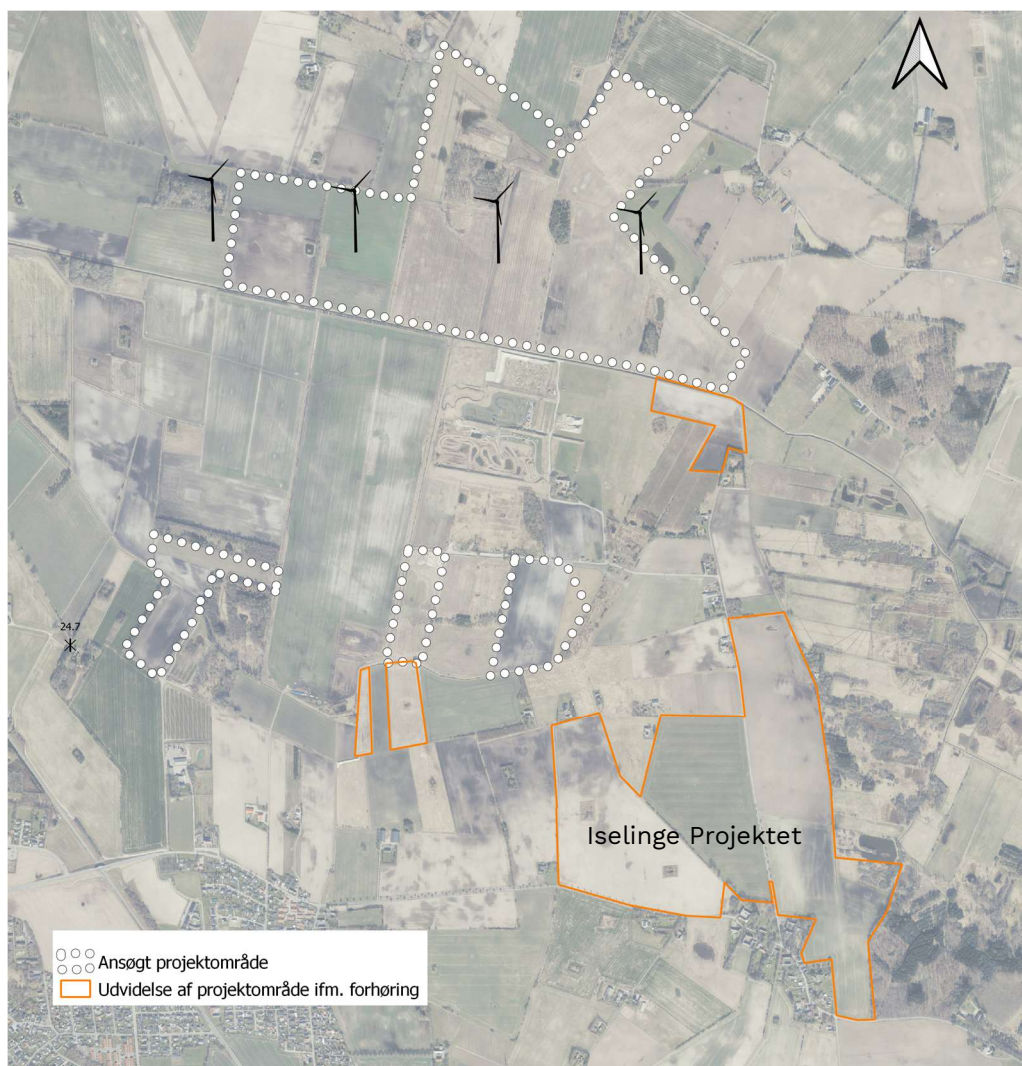 24.7
Iselinge Projektet
Ansøgt projektområde
Udvidelse af projektområde ifm. forhøring